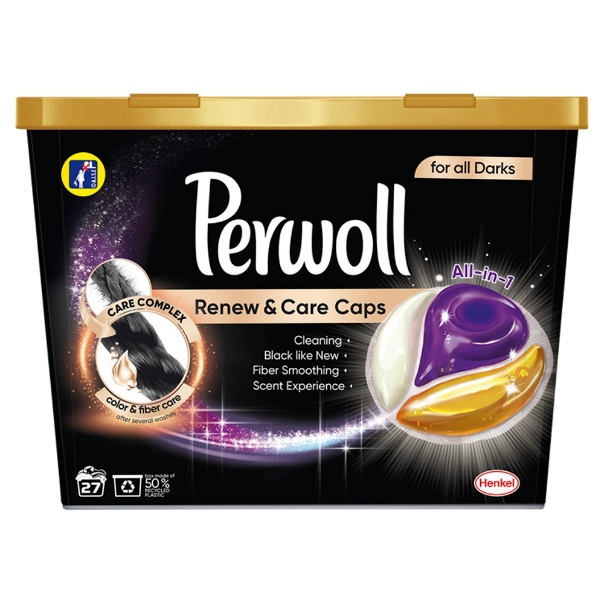 for all Darks
Perwoll
All-in-1
Renew & Care Caps
CARE COMPLEX
Cleaning
Black like New
Fiber Smoothing
Scent Experience
color & fiber care
after several washes
27
box made of
50%
RECYCLED
PLASTIC
Henkel